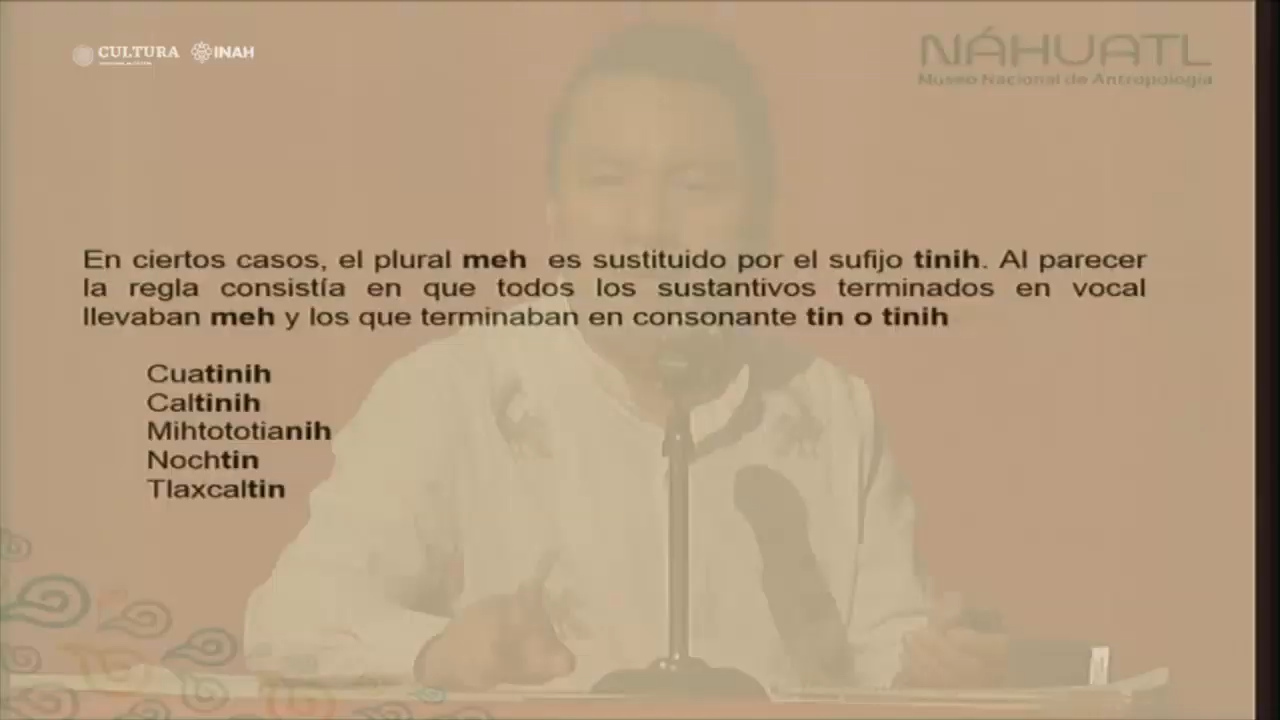 CULTURA INAH
NÁHUATL
Museo Nacional de Antropología
En ciertos casos, el plural meh es sustituido por el sufijo tinih. Al parecer
la regla consistía en que todos los sustantivos terminados en vocal
llevaban meh y los que terminaban en consonante tin o tinih
Cuatinih
Caltinih
Mihtototianih
Nochtin
Tlaxcaltin